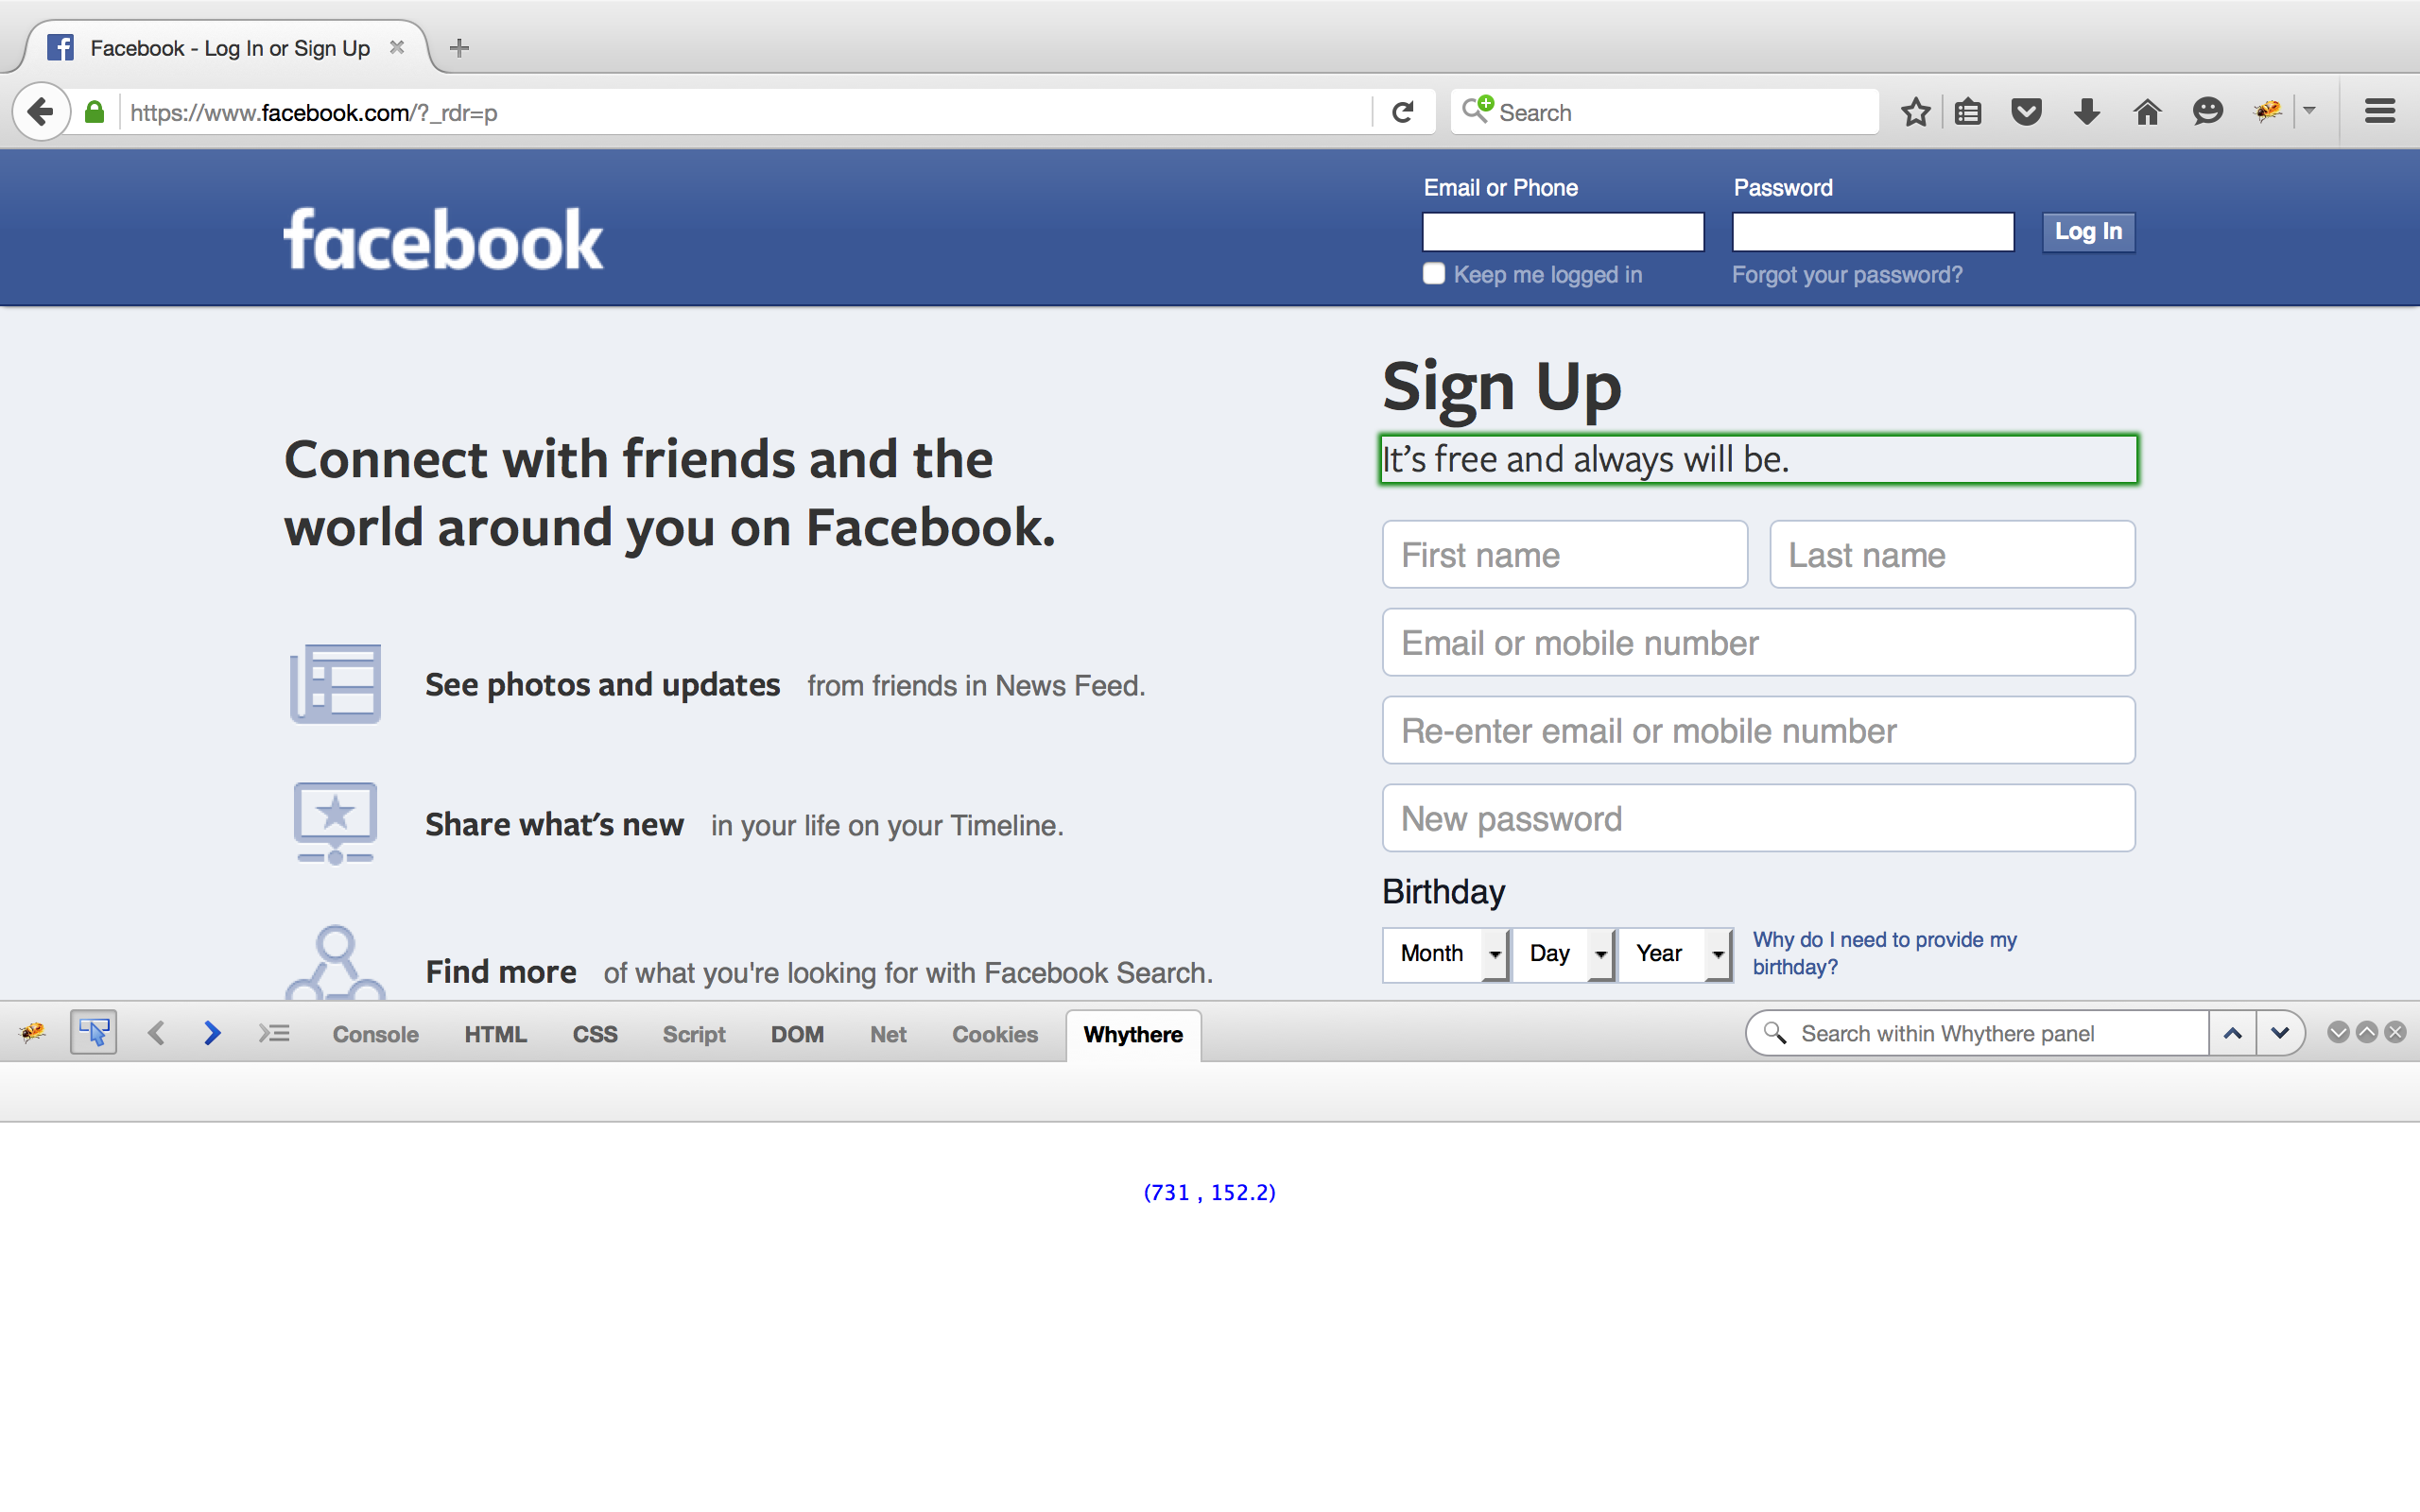 Facebook - Log In or Sign Up
https://www.facebook.com/?_rdr=p
Search
facebook
Email or Phone
Password
Log In
Keep me logged in
Forgot your password?
Connect with friends and the
world around you on Facebook.
See photos and updates from friends in News Feed.
Share what's new in your life on your Timeline.
Find more of what you're looking for with Facebook Search.
Sign Up
It’s free and always will be.
First name
Last name
Email or mobile number
Re-enter email or mobile number
New password
Birthday
Month
Day
Year
Why do I need to provide my
birthday?
Console
HTML
CSS
Script
DOM
Net
Cookies
Whythere
Search within Whythere panel
(731 , 152.2)